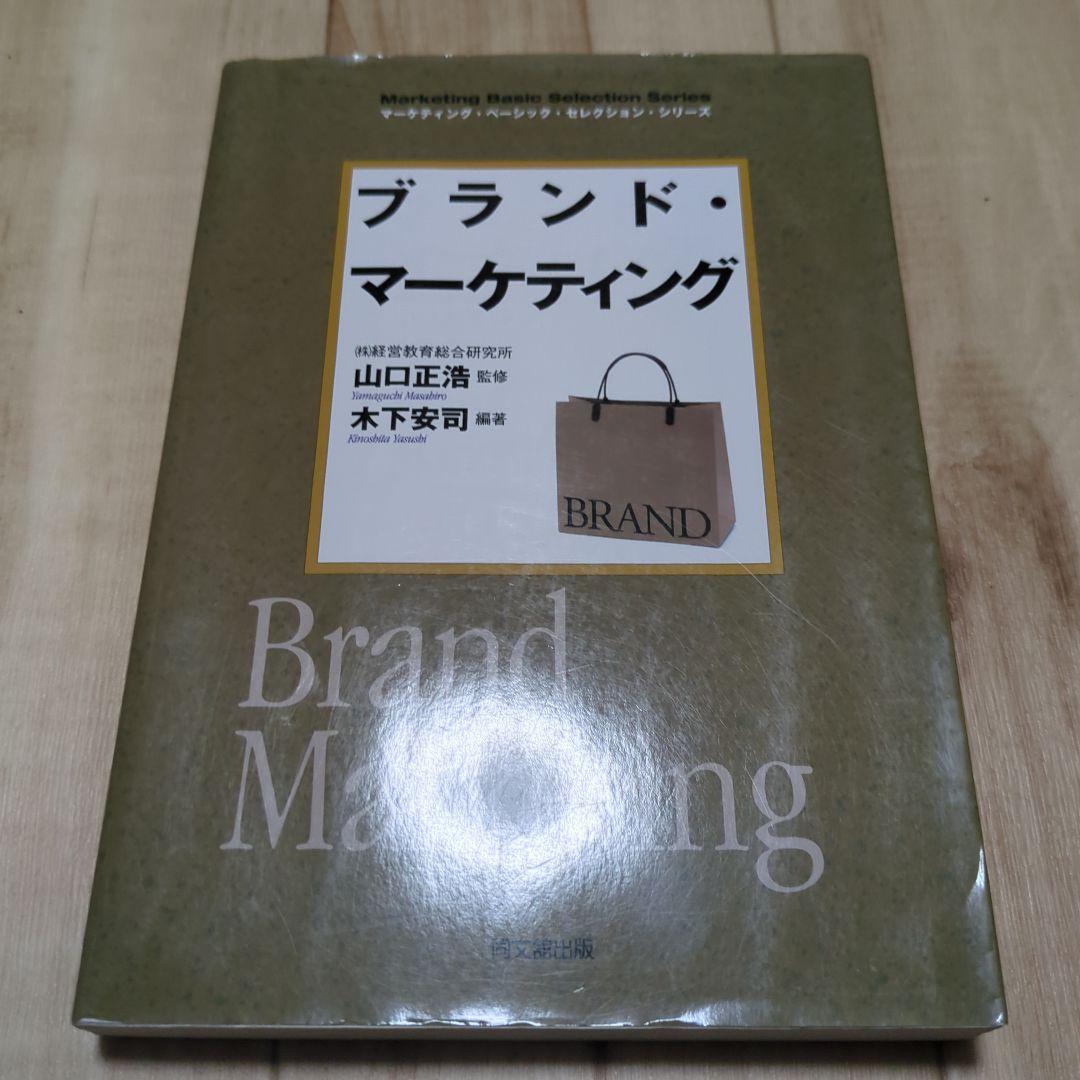 Marketing Basic Selection Series
マーケティング・ベーシック・セレクション・シリーズ
ブランド・
マーケティング
㈱経営教育総合研究所
山口正浩 監修
Yamaguchi Masahiro
木下安司 編著
Kinoshita Yasushi
BRAND
Brand
Marketing
同文舘出版